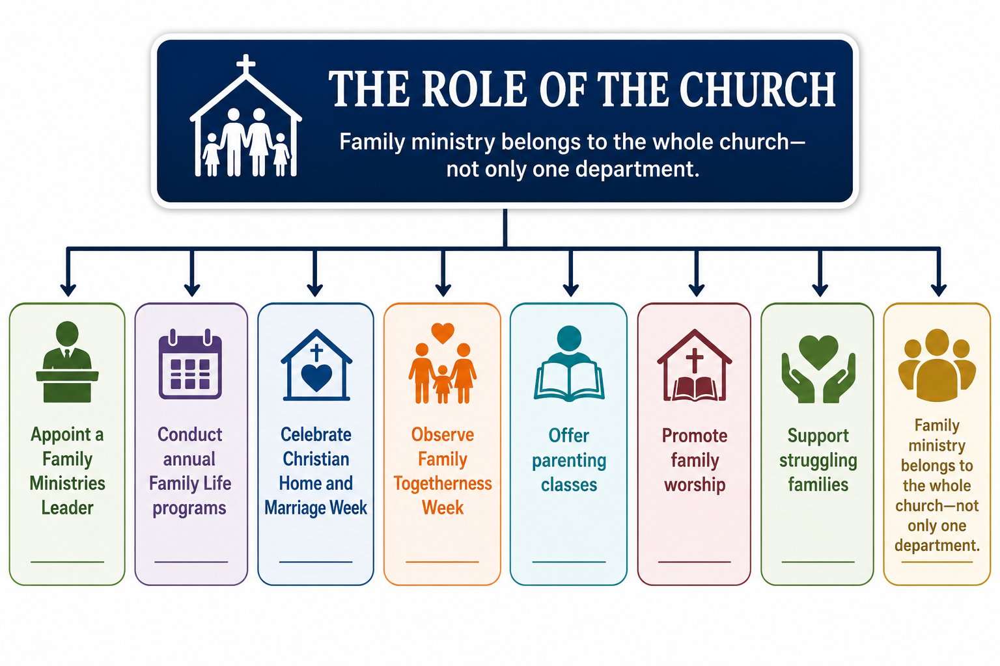 THE ROLE OF THE CHURCH
Family ministry belongs to the whole church—
not only one department.
Appoint a
Family
Ministries
Leader
Conduct
annual
Family Life
programs
Celebrate
Christian
Home and
Marriage Week
Observe
Family
Togetherness
Week
Offer
parenting
classes
Promote
family
worship
Support
struggling
families
Family
ministry
belongs to
the whole
church—not
only one
department.